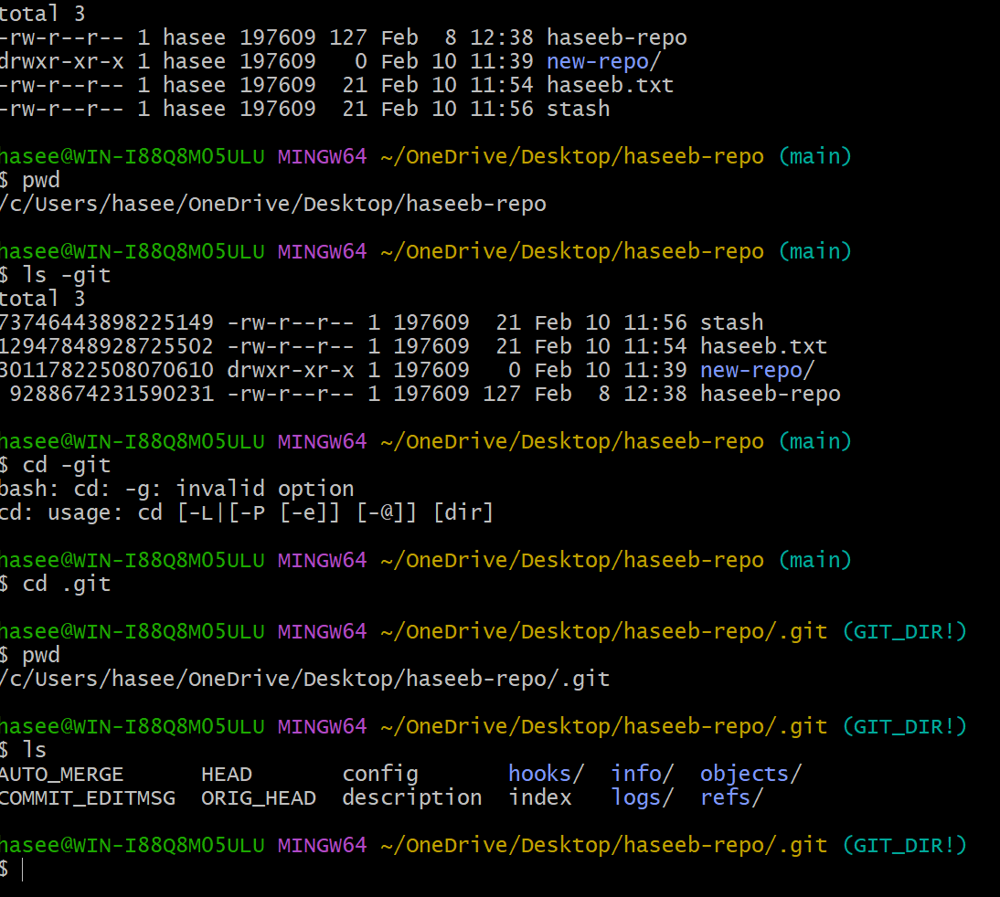 total 3
-rw-r--r-- 1 hasee 197609 127 Feb  8 12:38 haseeb-repo
drwxr-xr-x 1 hasee 197609   0 Feb 10 11:39 new-repo/
-rw-r--r-- 1 hasee 197609  21 Feb 10 11:54 haseeb.txt
-rw-r--r-- 1 hasee 197609  21 Feb 10 11:56 stash
hasee@WIN-I88Q8MO5ULU MINGW64 ~/OneDrive/Desktop/haseeb-repo (main)
$ pwd
/c/Users/hasee/OneDrive/Desktop/haseeb-repo
hasee@WIN-I88Q8MO5ULU MINGW64 ~/OneDrive/Desktop/haseeb-repo (main)
$ ls -git
total 3
73746443898225149 -rw-r--r-- 1 197609  21 Feb 10 11:56 stash
12947848928725502 -rw-r--r-- 1 197609  21 Feb 10 11:54 haseeb.txt
30117822508070610 drwxr-xr-x 1 197609   0 Feb 10 11:39 new-repo/
 9288674231590231 -rw-r--r-- 1 197609 127 Feb  8 12:38 haseeb-repo
hasee@WIN-I88Q8MO5ULU MINGW64 ~/OneDrive/Desktop/haseeb-repo (main)
$ cd -git
bash: cd: -g: invalid option
cd: usage: cd [-L|[-P [-e]] [-@]] [dir]
hasee@WIN-I88Q8MO5ULU MINGW64 ~/OneDrive/Desktop/haseeb-repo (main)
$ cd .git
hasee@WIN-I88Q8MO5ULU MINGW64 ~/OneDrive/Desktop/haseeb-repo/.git (GIT_DIR!)
$ pwd
/c/Users/hasee/OneDrive/Desktop/haseeb-repo/.git
hasee@WIN-I88Q8MO5ULU MINGW64 ~/OneDrive/Desktop/haseeb-repo/.git (GIT_DIR!)
$ ls
AUTO_MERGE      HEAD       config       hooks/  info/  objects/
COMMIT_EDITMSG  ORIG_HEAD  description  index   logs/  refs/
hasee@WIN-I88Q8MO5ULU MINGW64 ~/OneDrive/Desktop/haseeb-repo/.git (GIT_DIR!)
$